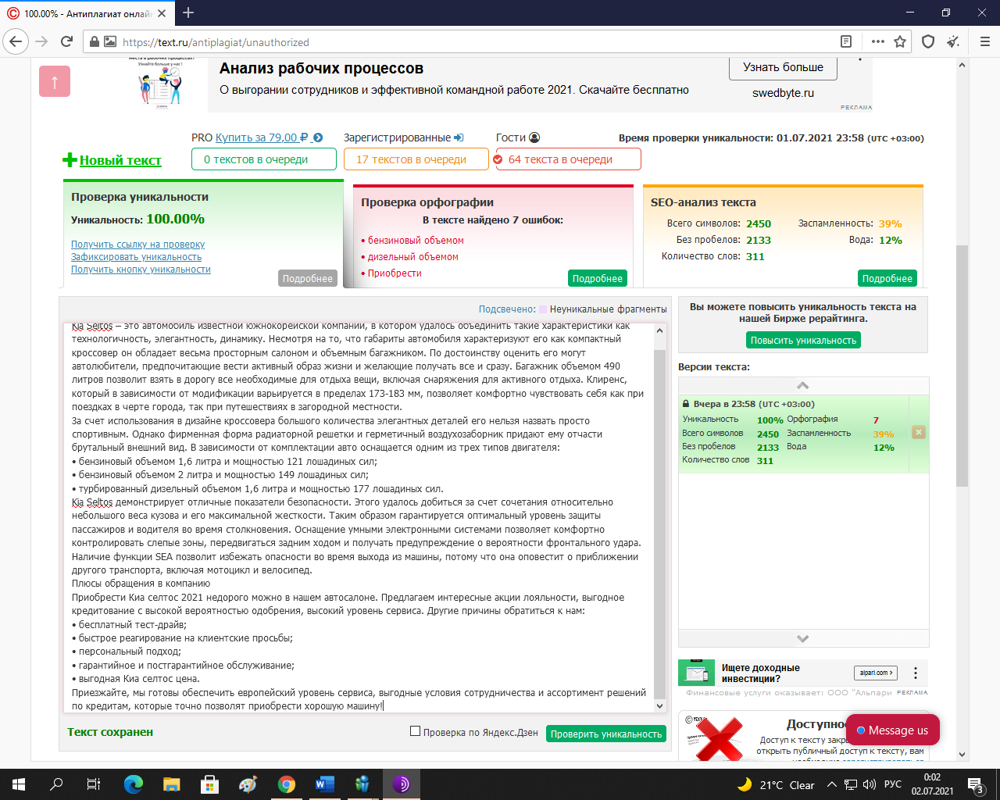 100.00% - Антиплагиат онлай
https://text.ru/antiplagiat/unauthorized
Узнайте больше у нас!
Анализ рабочих процессов
О выгорании сотрудников и эффективной командной работе 2021. Скачайте бесплатно
Узнать больше
swedbyte.ru
РЕКЛАМА
Новый текст
PRO Купить за 79,00 ₽
0 текстов в очереди
Зарегистрированные
17 текстов в очереди
Гости
64 текста в очереди
Время проверки уникальности: 01.07.2021 23:58 (UTC +03:00)
Проверка уникальности
Уникальность: 100.00%
Получить ссылку на проверку
Зафиксировать уникальность
Получить кнопку уникальности
Подробнее
Проверка орфографии
В тексте найдено 7 ошибок:
• бензиновый объемом
• дизельный объемом
• Приобрести
Подробнее
SEO-анализ текста
Всего символов: 2450
Заспамленность: 39%
Без пробелов: 2133
Вода: 12%
Количество слов: 311
Подробнее
Подсвечено: Неуникальные фрагменты
Kia Seltos – это автомобиль известной южнокорейской компании, в котором удалось объединить такие характеристики как
технологичность, элегантность, динамику. Несмотря на то, что габариты автомобиля характеризуют его как компактный
кроссовер он обладает весьма просторным салоном и объемным багажником. По достоинству оценить его могут
автолюбители, предпочитающие вести активный образ жизни и желающие получать все и сразу. Багажник объемом 490
литров позволит взять в дорогу все необходимые для отдыха вещи, включая снаряжения для активного отдыха. Клиренс,
который в зависимости от модификации варьируется в пределах 173-183 мм, позволяет комфортно чувствовать себя как при
поездках в черте города, так при путешествиях в загородной местности.
За счет использования в дизайне кроссовера большого количества элегантных деталей его нельзя назвать просто
спортивным. Однако фирменная форма радиаторной решетки и герметичный воздухозаборник придают ему отчасти
брутальный внешний вид. В зависимости от комплектации авто оснащается одним из трех типов двигателя:
• бензиновый объемом 1,6 литра и мощностью 121 лошадиных сил;
• бензиновый объемом 2 литра и мощностью 149 лошадиных сил;
• турбированный дизельный объемом 1,6 литра и мощностью 177 лошадиных сил.
Kia Seltos демонстрирует отличные показатели безопасности. Этого удалось добиться за счет сочетания относительно
небольшого веса кузова и его максимальной жесткости. Таким образом гарантируется оптимальный уровень защиты
пассажиров и водителя во время столкновения. Оснащение умными электронными системами позволяет комфортно
контролировать слепые зоны, передвигаться задним ходом и получать предупреждение о вероятности фронтального удара.
Наличие функции SEA позволит избежать опасности во время выхода из машины, потому что она оповестит о приближении
другого транспорта, включая мотоцикл и велосипед.
Плюсы обращения в компанию
Приобрести Киа селтос 2021 недорого можно в нашем автосалоне. Предлагаем интересные акции лояльности, выгодное
кредитование с высокой вероятностью одобрения, высокий уровень сервиса. Другие причины обратиться к нам:
• бесплатный тест-драйв;
• быстрое реагирование на клиентские просьбы;
• персональный подход;
• гарантийное и постгарантийное обслуживание;
• выгодная Киа селтос цена.
Приезжайте, мы готовы обеспечить европейский уровень сервиса, выгодные условия сотрудничества и ассортимент решений
по кредитам, которые точно позволят приобрести хорошую машину!
Текст сохранен
Проверка по Яндекс.Дзен
Проверить уникальность
Вы можете повысить уникальность текста на
нашей Бирже рерайтинга.
Повысить уникальность
Версии текста:
Вчера в 23:58 (UTC +03:00)
Уникальность 100% Орфография 7
Всего символов 2450 Заспамленность 39%
Без пробелов 2133 Вода 12%
Количество слов 311
Ищете доходные
инвестиции?
alpari.com >
Финансовые услуги оказывает: ООО "Альпари РЕКЛАМА
Доступнос
Доступ к тексту закры
открыть публичный доступ к тексту, вам
Message us
21°C Clear
РУС
0:02
02.07.2021
3